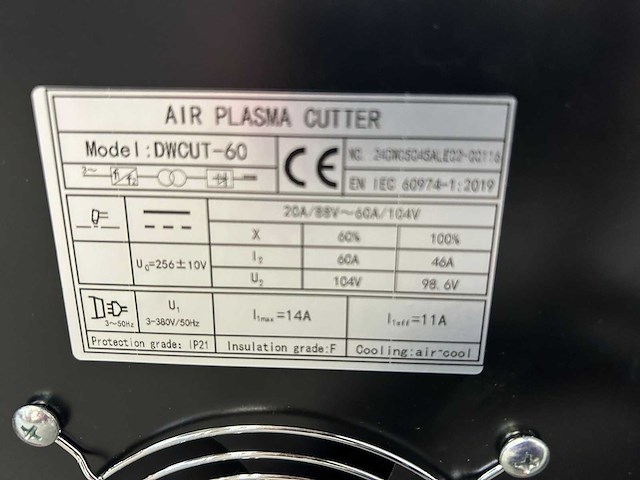 AIR PLASMA CUTTER
Model:DWCUT-60
CE
EN IEC 60974-1:2019
20A/88V~60A/104V
X 60% 100%
U₀=256±10V
I₂ 60A 46A
U₂ 104V 98.6V
3~50Hz
U₁
3-380V/50Hz
I₁max=14A
I₁eff=11A
Protection grade: IP21
Insulation grade:F
Cooling:air-cool